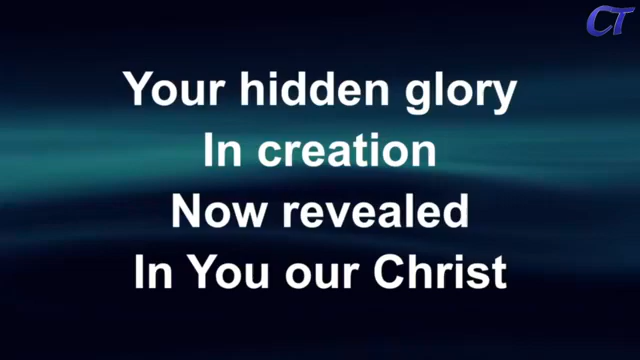 CT
Your hidden glory
In creation
Now revealed
In You our Christ